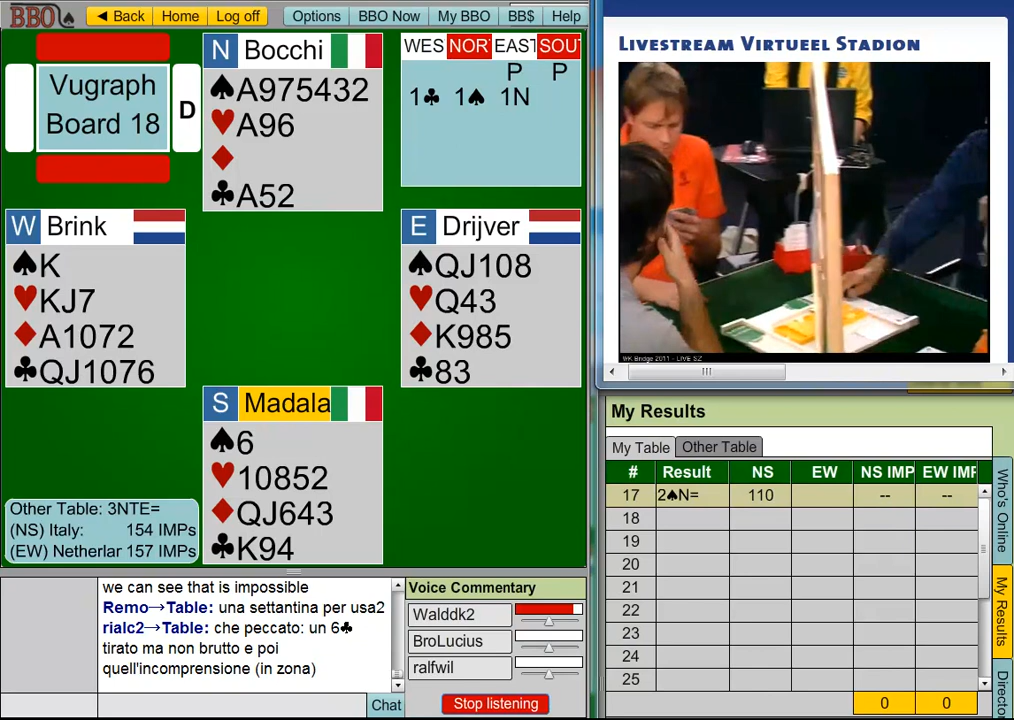 BBO Back Home Log off Options BBO Now My BBO BB$ Help
Vugraph
Board 18
D
N Bocchi
♠A975432
♥A96
♦
♣A52
WES NOR EAST SOUT
P P
1♣ 1♠ 1N
W Brink
♠K
♥KJ7
♦A1072
♣QJ1076
E Drijver
♠QJ108
♥Q43
♦K985
♣83
S Madala
♠6
♥10852
♦QJ643
♣K94
Other Table: 3NTE=
(NS) Italy: 154 IMPs
(EW) Netherlar 157 IMPs
we can see that is impossible
Remo→Table: una settantina per usa2
rialc2→Table: che peccato: un 6♣
tirato ma non brutto e poi
quell'incomprensione (in zona)
Chat
Voice Commentary
Walddk2
BroLucius
ralfwil
Stop listening
Livestream Virtueel Stadion
WK Bridge 2011 - LIVE SZ
My Results
My Table Other Table
# Result NS EW NS IMP EW IMF
17 2♠N= 110 -- --
18
19
20
21
22
23
24
25
0 0
Who's Online
My Results
Director